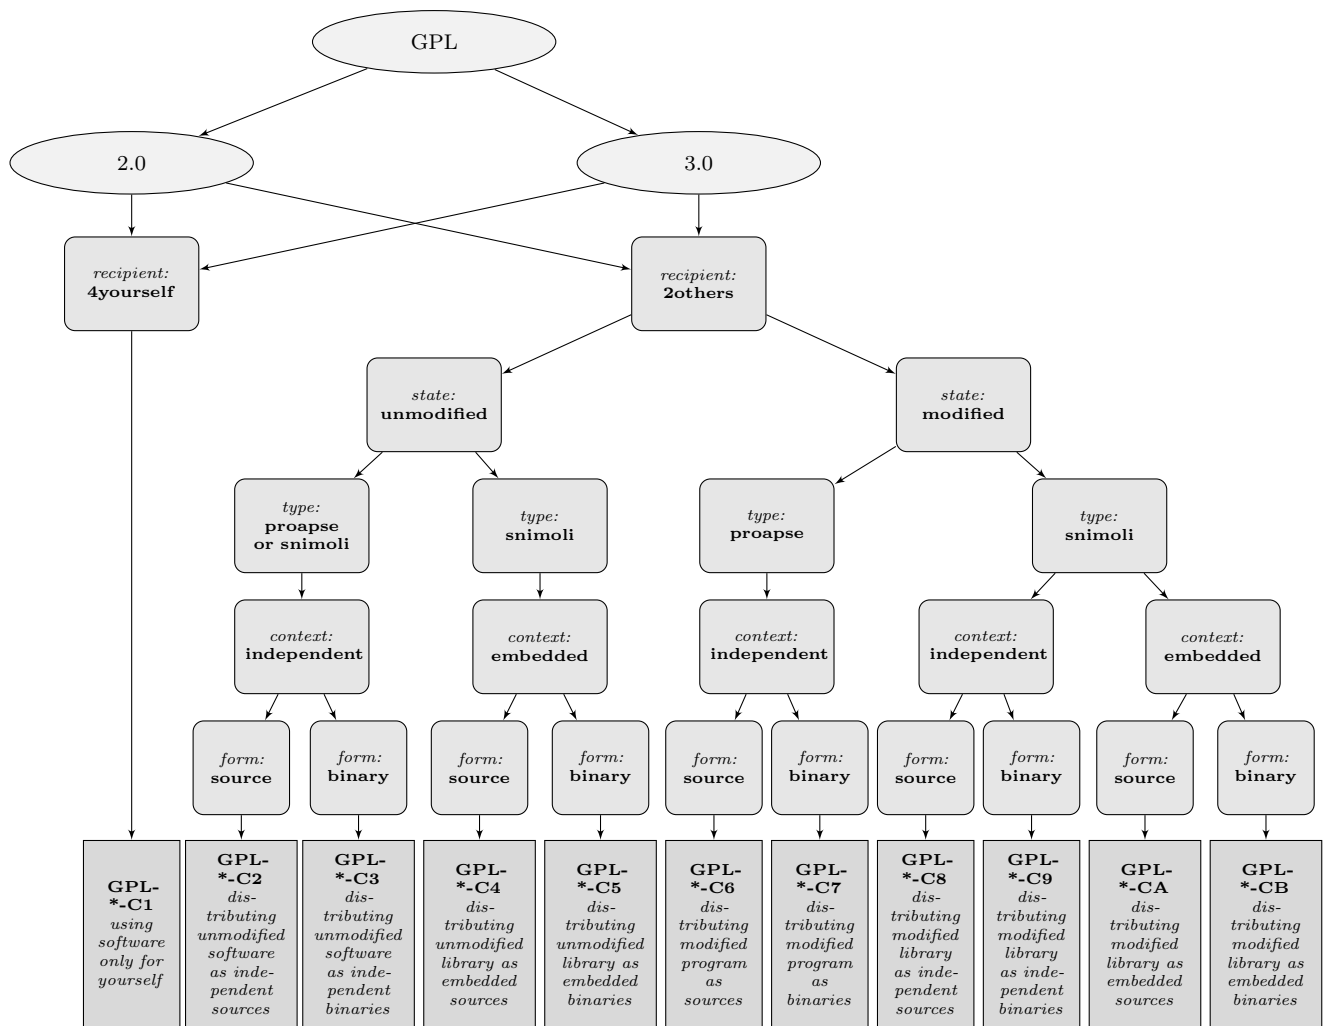 GPL
2.0
3.0
recipient:
4yourself
recipient:
2others
state:
unmodified
state:
modified
type:
proapse
or snimoli
type:
snimoli
type:
proapse
type:
snimoli
context:
independent
context:
embedded
context:
independent
context:
independent
context:
embedded
form:
source
form:
binary
form:
source
form:
binary
form:
source
form:
binary
form:
source
form:
binary
form:
source
form:
binary
GPL-
*-C1
using
software
only for
yourself
GPL-
*-C2
dis-
tributing
unmodified
software
as inde-
pendent
sources
GPL-
*-C3
dis-
tributing
unmodified
software
as inde-
pendent
binaries
GPL-
*-C4
dis-
tributing
unmodified
library as
embedded
sources
GPL-
*-C5
dis-
tributing
unmodified
library as
embedded
binaries
GPL-
*-C6
dis-
tributing
modified
program
as
sources
GPL-
*-C7
dis-
tributing
modified
program
as
binaries
GPL-
*-C8
dis-
tributing
modified
library
as inde-
pendent
sources
GPL-
*-C9
dis-
tributing
modified
library
as inde-
pendent
binaries
GPL-
*-CA
dis-
tributing
modified
library as
embedded
sources
GPL-
*-CB
dis-
tributing
modified
library as
embedded
binaries